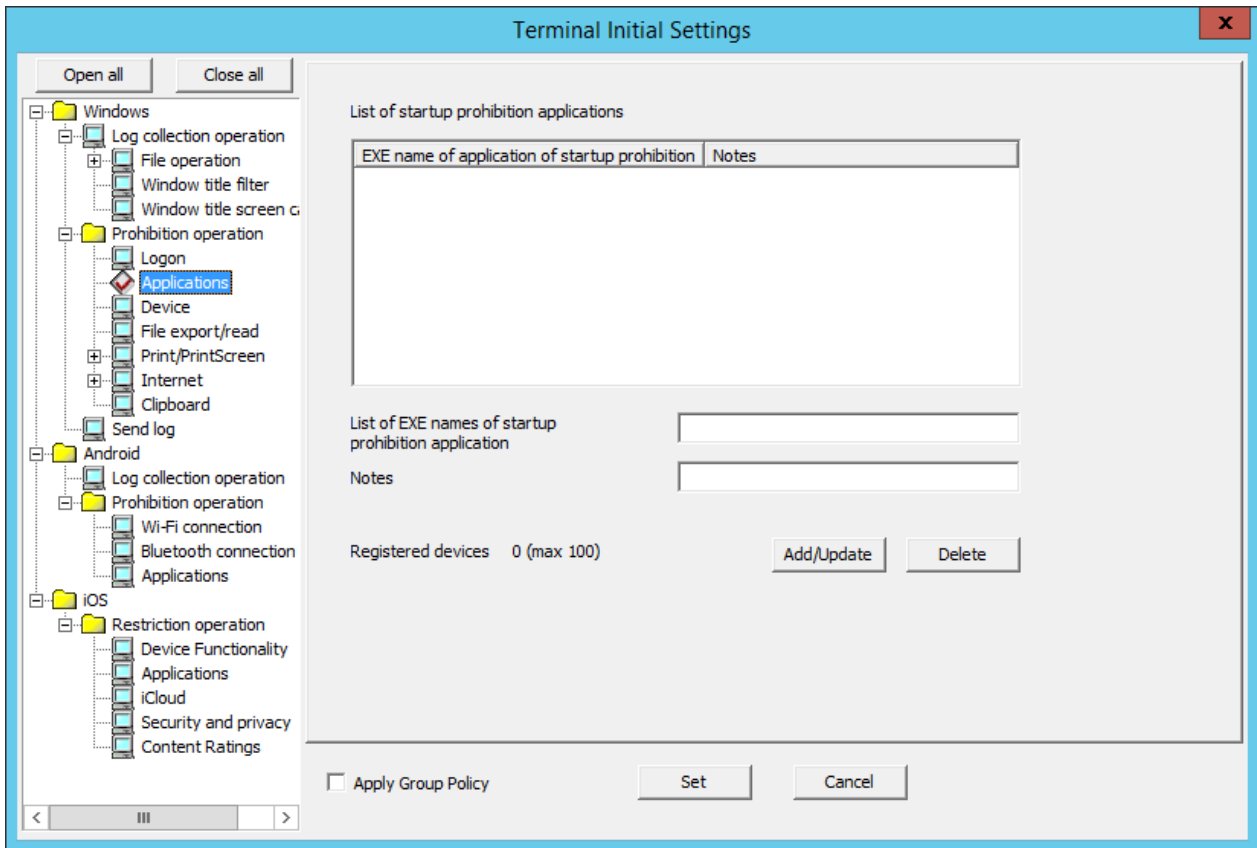 Terminal Initial Settings
x
Open all
Close all
Windows
Log collection operation
File operation
Window title filter
Window title screen ca
Prohibition operation
Logon
Applications
Device
File export/read
Print/PrintScreen
Internet
Clipboard
Send log
Android
Log collection operation
Prohibition operation
Wi-Fi connection
Bluetooth connection
Applications
iOS
Restriction operation
Device Functionality
Applications
iCloud
Security and privacy
Content Ratings
List of startup prohibition applications
EXE name of application of startup prohibition
Notes
List of EXE names of startup
prohibition application
Notes
Registered devices 0 (max 100)
Add/Update
Delete
Apply Group Policy
Set
Cancel